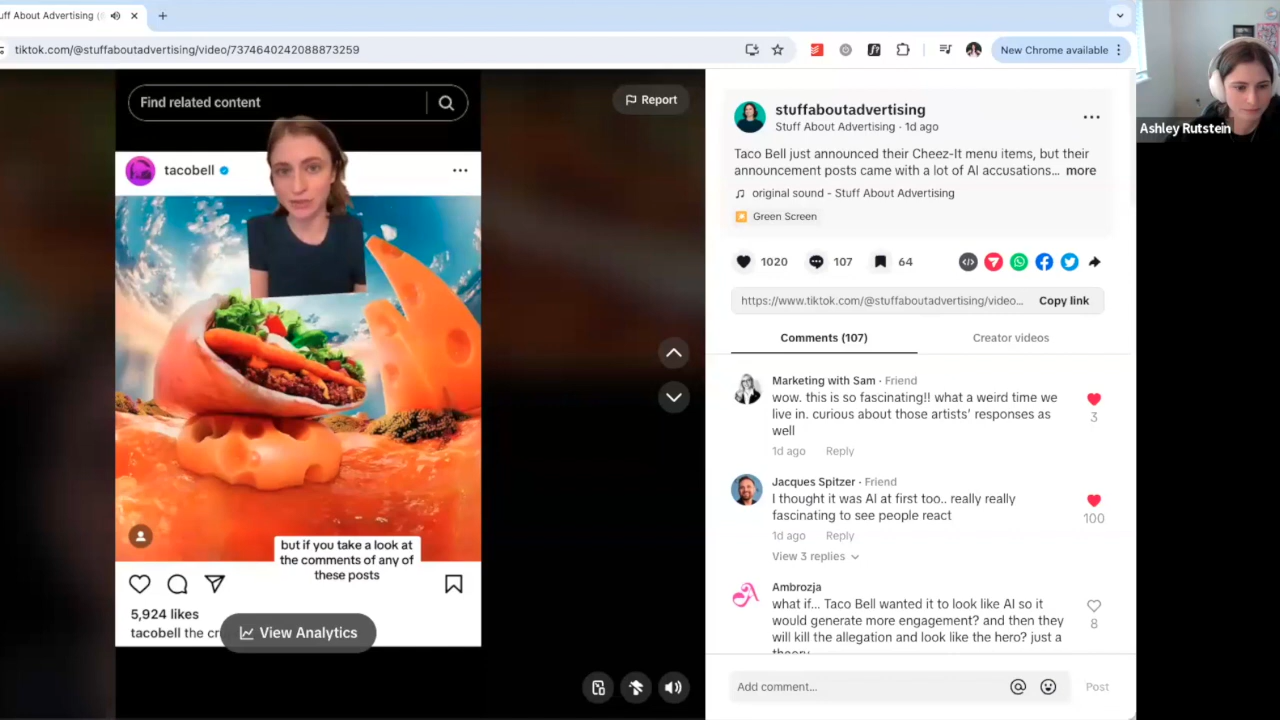 uff About Advertising (
tiktok.com/@stuffaboutadvertising/video/7374640242088873259
New Chrome available
Find related content
Report
tacobell
but if you take a look at
the comments of any of
these posts
5,924 likes
tacobell the cr
View Analytics
stuffaboutadvertising
Stuff About Advertising · 1d ago
Taco Bell just announced their Cheez-It menu items, but their
announcement posts came with a lot of AI accusations... more
original sound - Stuff About Advertising
Green Screen
1020
107
64
https://www.tiktok.com/@stuffaboutadvertising/video...
Copy link
Comments (107)
Creator videos
Marketing with Sam · Friend
wow. this is so fascinating!! what a weird time we
live in. curious about those artists' responses as
well
3
1d ago
Reply
Jacques Spitzer · Friend
I thought it was AI at first too.. really really
fascinating to see people react
100
1d ago
Reply
View 3 replies
Ambrozja
what if... Taco Bell wanted it to look like AI so it
would generate more engagement? and then they
will kill the allegation and look like the hero? just a
theory
8
Add comment...
Post
Ashley Rutstein